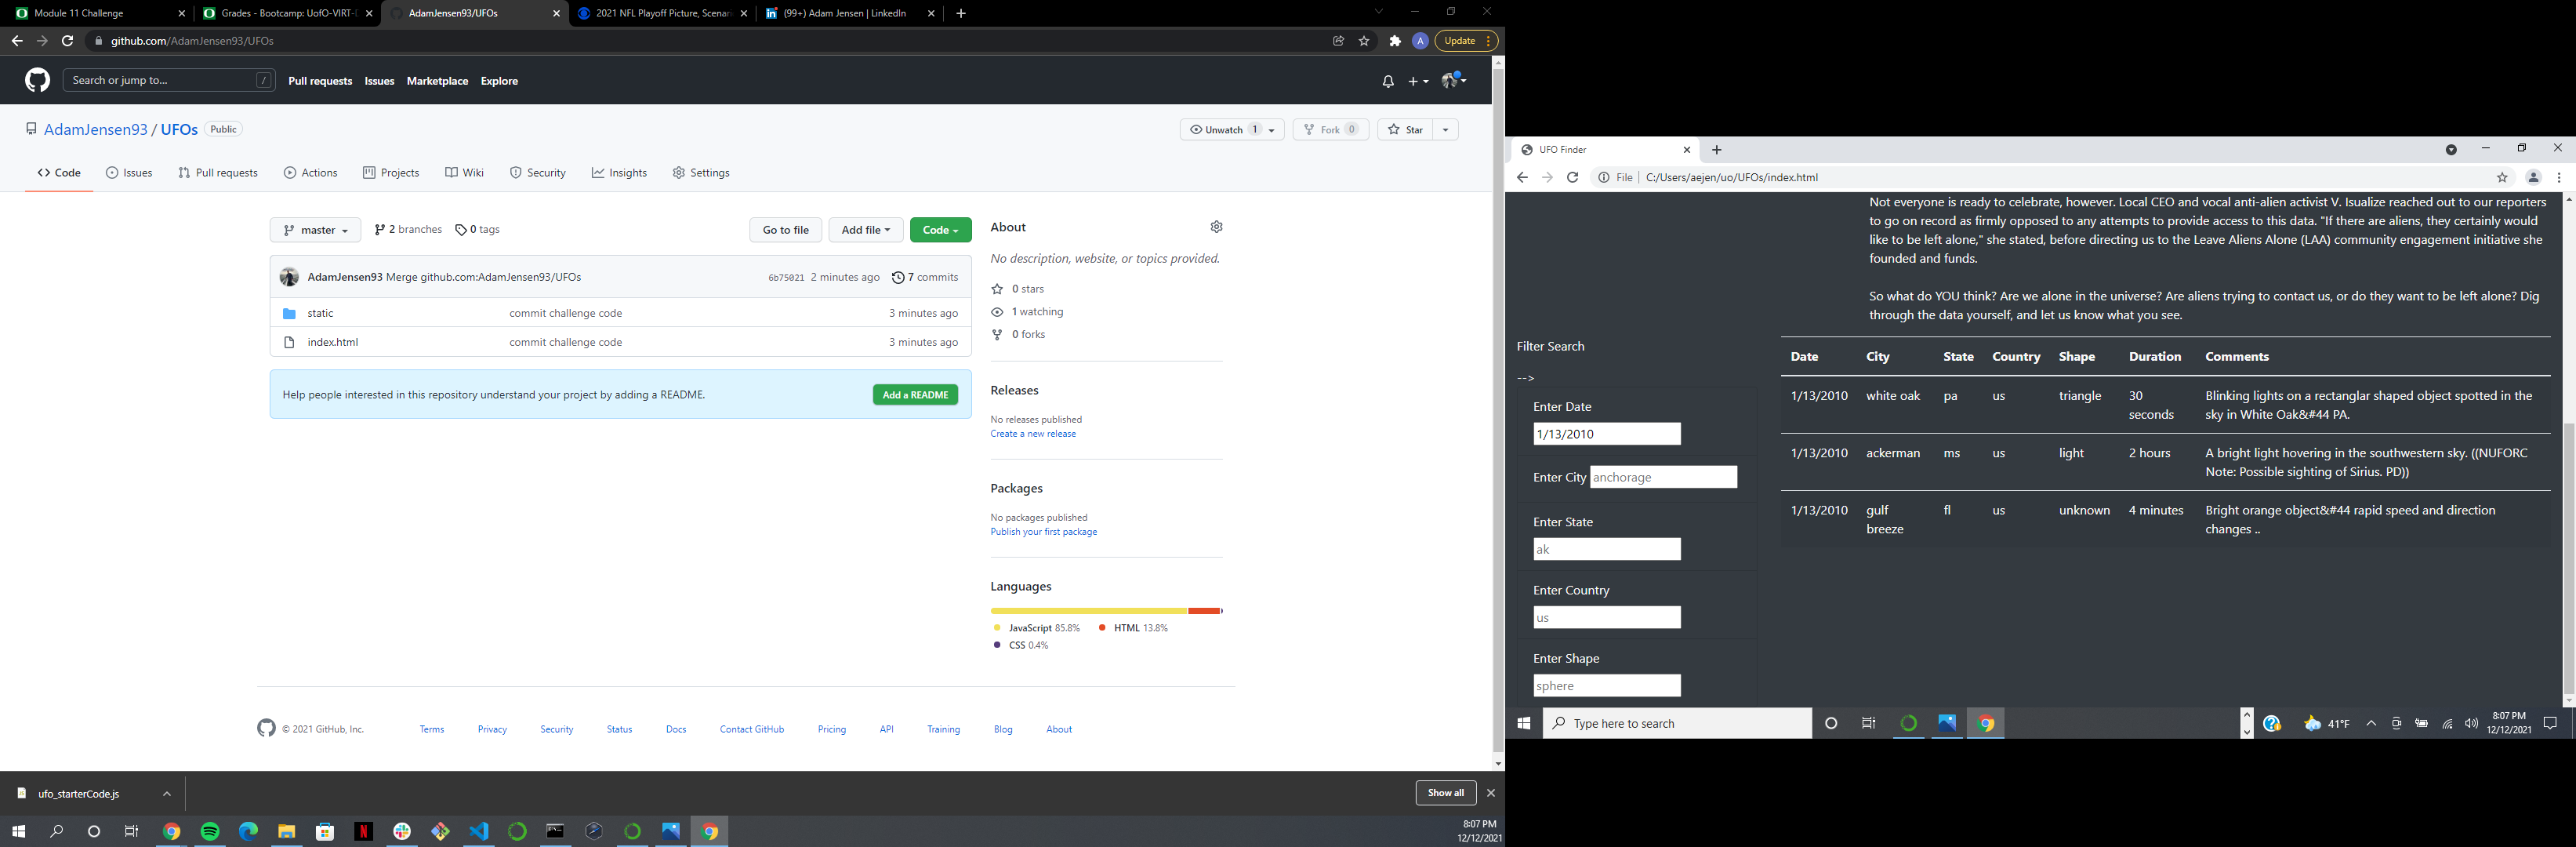 Module 11 Challenge
Grades - Bootcamp: UofO-VIRT-
AdamJensen93/UFOs
2021 NFL Playoff Picture, Scenari
(99+) Adam Jensen | LinkedIn
github.com/AdamJensen93/UFOs
A
Update
Search or jump to...
/
Pull requests
Issues
Marketplace
Explore
AdamJensen93 / UFOs
Public
Unwatch 1
Fork 0
Star
Code
Issues
Pull requests
Actions
Projects
Wiki
Security
Insights
Settings
master
2 branches
0 tags
Go to file
Add file
Code
AdamJensen93 Merge github.com:AdamJensen93/UFOs
6b75021 2 minutes ago
7 commits
static
commit challenge code
3 minutes ago
index.html
commit challenge code
3 minutes ago
Help people interested in this repository understand your project by adding a README.
Add a README
About
No description, website, or topics provided.
0 stars
1 watching
0 forks
Releases
No releases published
Create a new release
Packages
No packages published
Publish your first package
Languages
JavaScript 85.8%
HTML 13.8%
CSS 0.4%
© 2021 GitHub, Inc.
Terms
Privacy
Security
Status
Docs
Contact GitHub
Pricing
API
Training
Blog
About
ufo_starterCode.js
Show all
N
8:07 PM
12/12/2021
UFO Finder
File
C:/Users/aejen/uo/UFOs/index.html
Not everyone is ready to celebrate, however. Local CEO and vocal anti-alien activist V. Isualize reached out to our reporters
to go on record as firmly opposed to any attempts to provide access to this data. "If there are aliens, they certainly would
like to be left alone," she stated, before directing us to the Leave Aliens Alone (LAA) community engagement initiative she
founded and funds.
So what do YOU think? Are we alone in the universe? Are aliens trying to contact us, or do they want to be left alone? Dig
through the data yourself, and let us know what you see.
Filter Search
-->
Enter Date
1/13/2010
Enter City
anchorage
Enter State
ak
Enter Country
us
Enter Shape
sphere
Date City State Country Shape Duration Comments
1/13/2010 white oak pa us triangle 30 Blinking lights on a rectanglar shaped object spotted in the
seconds sky in White Oak&#44 PA.
1/13/2010 ackerman ms us light 2 hours A bright light hovering in the southwestern sky. ((NUFORC
Note: Possible sighting of Sirius. PD))
1/13/2010 gulf fl us unknown 4 minutes Bright orange object&#44 rapid speed and direction
breeze changes ..
Type here to search
41°F
8:07 PM
12/12/2021